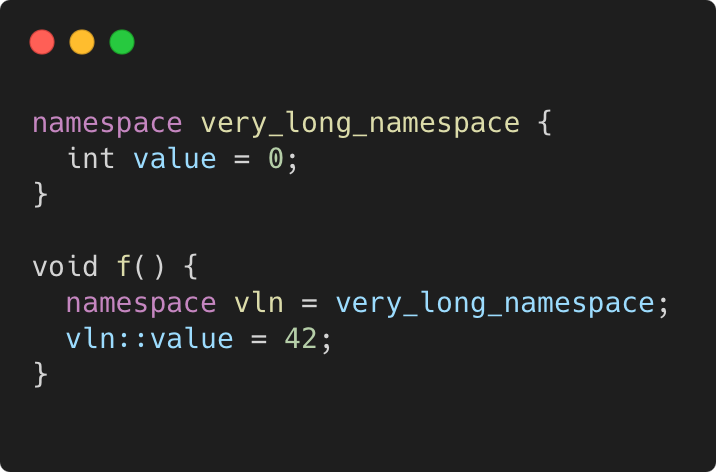 namespace very_long_namespace {
  int value = 0;
}

void f() {
  namespace vln = very_long_namespace;
  vln::value = 42;
}